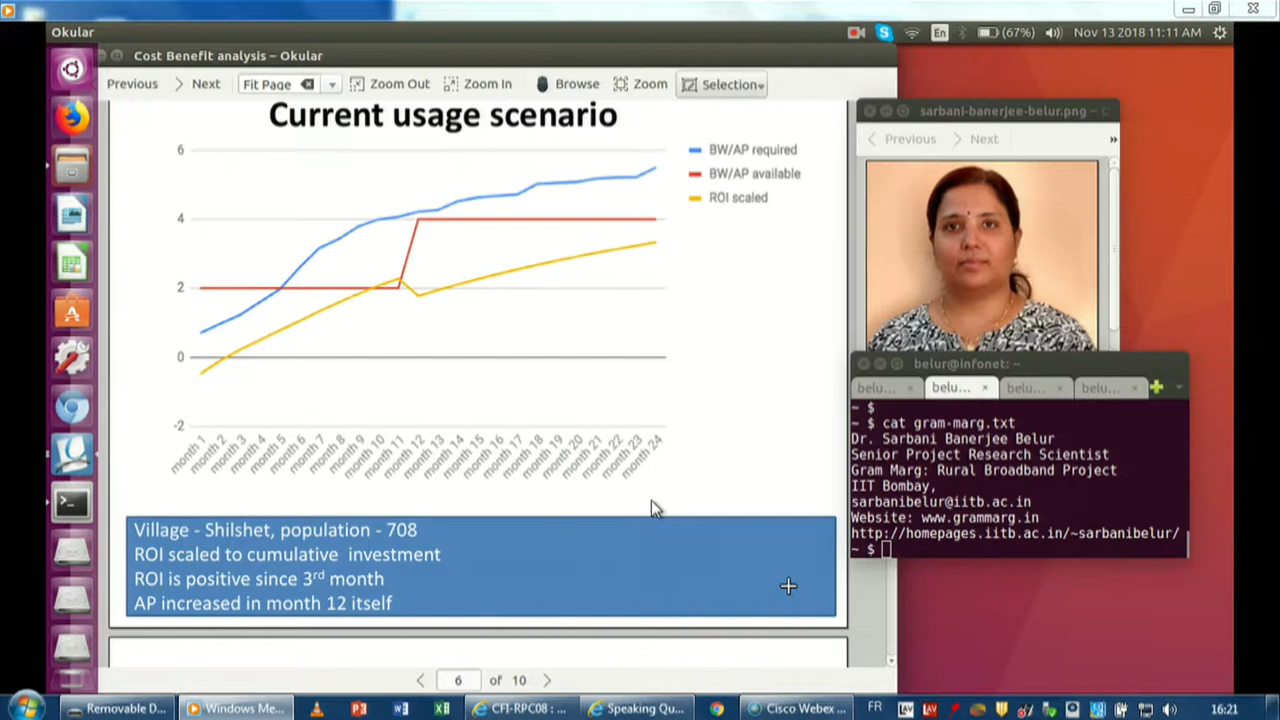 Okular
En
(67%)
Nov 13 2018 11:11 AM
Cost Benefit analysis – Okular
Previous
Next
Fit Page
Zoom Out
Zoom In
Browse
Zoom
Selection
Current usage scenario
6
4
2
0
-2
BW/AP required
BW/AP available
ROI scaled
month 1
month 2
month 3
month 4
month 5
month 6
month 7
month 8
month 9
month 10
month 11
month 12
month 13
month 14
month 15
month 16
month 17
month 18
month 19
month 20
month 21
month 22
month 23
month 24
Village - Shilshet, population - 708
ROI scaled to cumulative investment
ROI is positive since 3rd month
AP increased in month 12 itself
6 of 10
sarbani-banerjee-belur.png
Previous
Next
»
belur@infonet: ~
belu...
belu...
belu...
belu...
~ $
~ $ cat gram-marg.txt
Dr. Sarbani Banerjee Belur
Senior Project Research Scientist
Gram Marg: Rural Broadband Project
IIT Bombay,
sarbanibelur@iitb.ac.in
Website: www.grammarg.in
http://homepages.iitb.ac.in/~sarbanibelur/
~ $
Removable D...
Windows Me...
CFI-RPC08 : ...
Speaking Qu...
Cisco Webex ...
FR
LAV
LAV
16:21